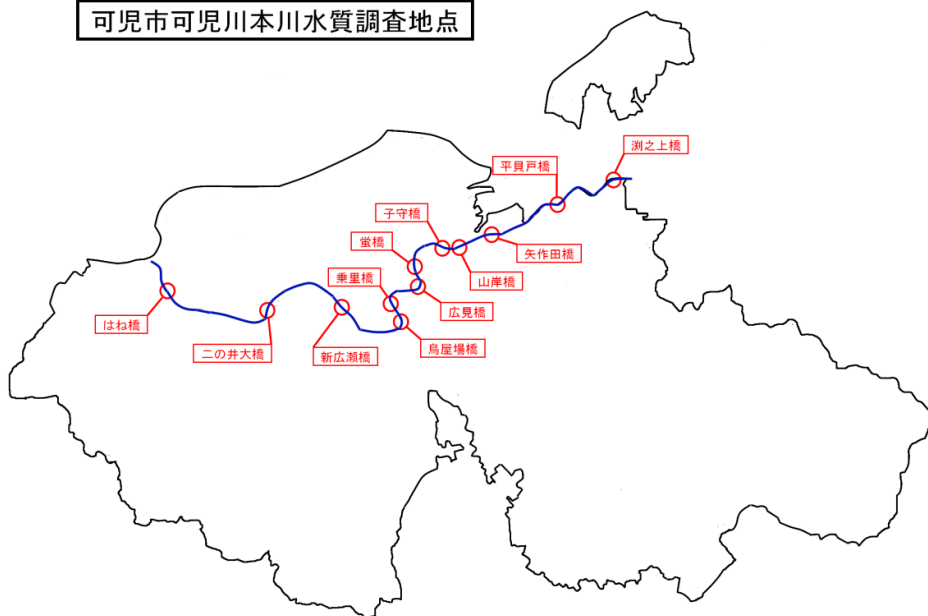 可児市可児川本川水質調査地点
渕之上橋
平貝戸橋
子守橋
矢作田橋
蛍橋
山岸橋
乗里橋
広見橋
はね橋
二の井大橋
新広瀬橋
鳥屋場橋